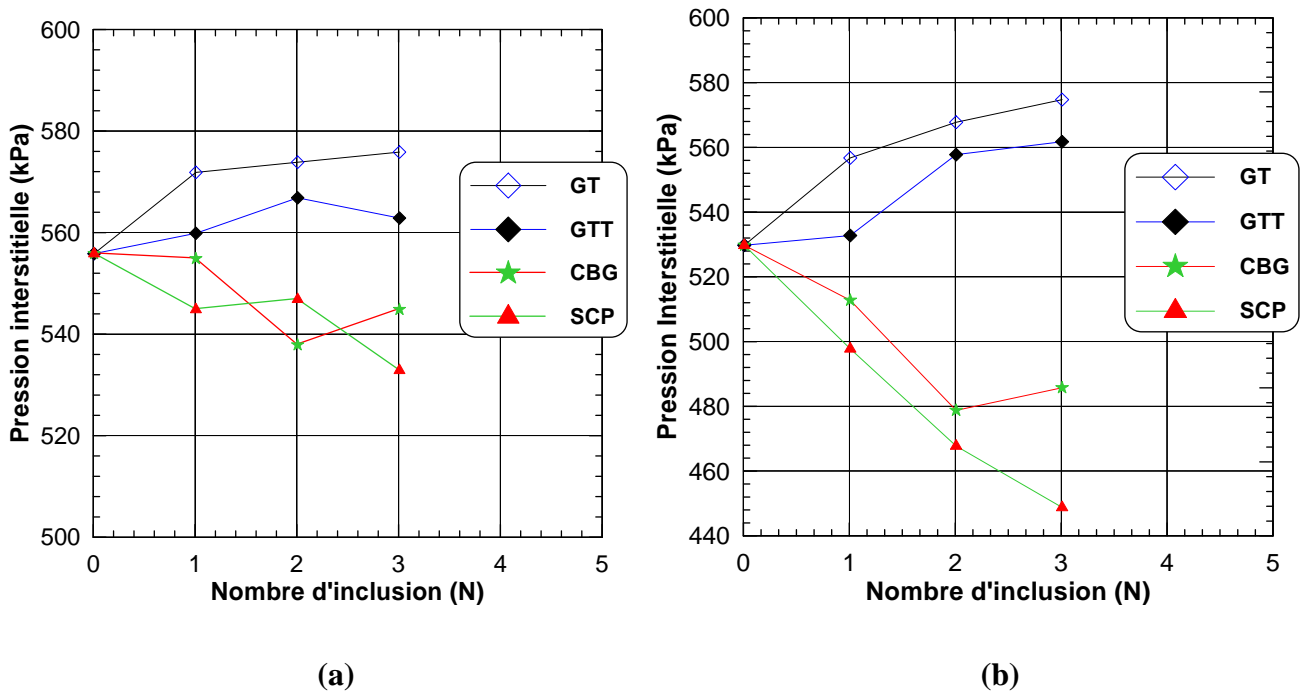 600
580
560
540
520
500
0 1 2 3 4 5
Pression interstitielle (kPa)
Nombre d'inclusion (N)
GT
GTT
CBG
SCP
(a)
600
580
560
540
520
500
480
460
440
0 1 2 3 4 5
Pression Interstitielle (kPa)
Nombre d'inclusion (N)
GT
GTT
CBG
SCP
(b)